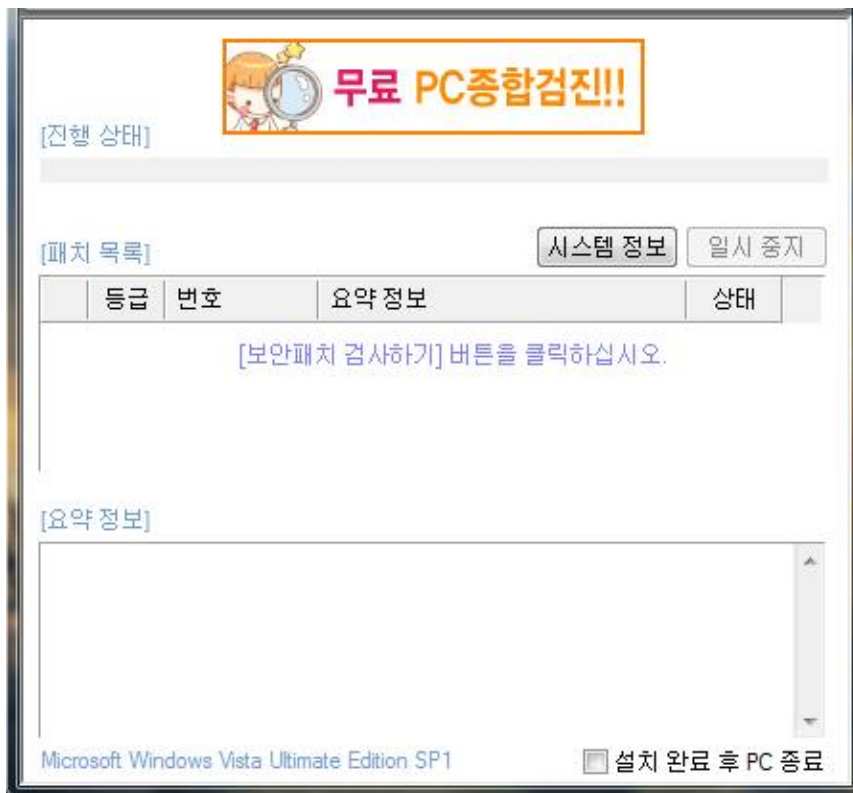 무료 PC종합검진!!
[진행 상태]
[패치 목록]
시스템 정보
일시 중지
등급 번호 요약 정보 상태
[보안패치 검사하기] 버튼을 클릭하십시오.
[요약 정보]
Microsoft Windows Vista Ultimate Edition SP1
설치 완료 후 PC 종료